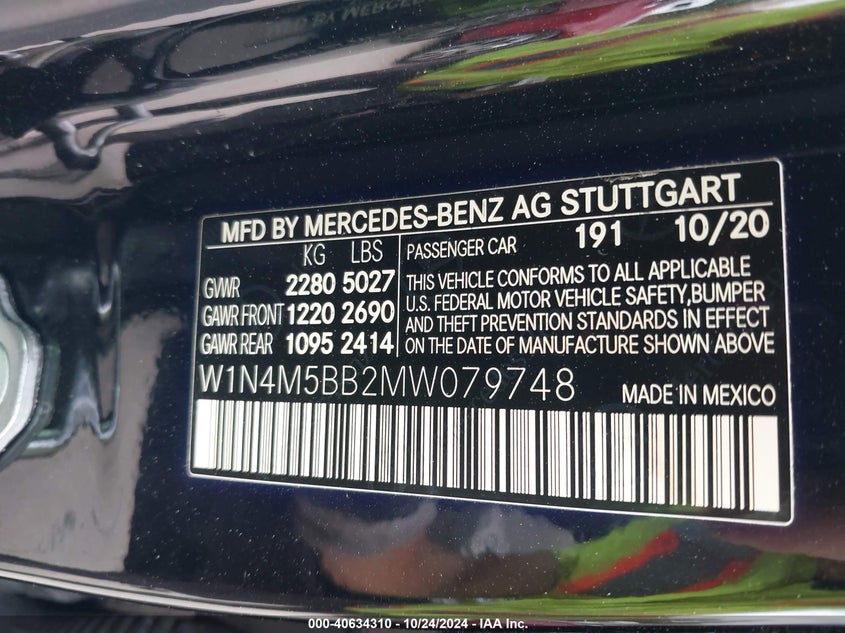 MFD BY MERCEDES-BENZ AG STUTTGART
KG LBS
GVWR 2280 5027
GAWR FRONT 1220 2690
GAWR REAR 1095 2414
PASSENGER CAR 191 10/20
THIS VEHICLE CONFORMS TO ALL APPLICABLE
U.S. FEDERAL MOTOR VEHICLE SAFETY,BUMPER
AND THEFT PREVENTION STANDARDS IN EFFECT
ON THE DATE OF MANUFACTURE SHOWN ABOVE
W1N4M5BB2MW079748 MADE IN MEXICO
000-40634310 - 10/24/2024 - IAA Inc.